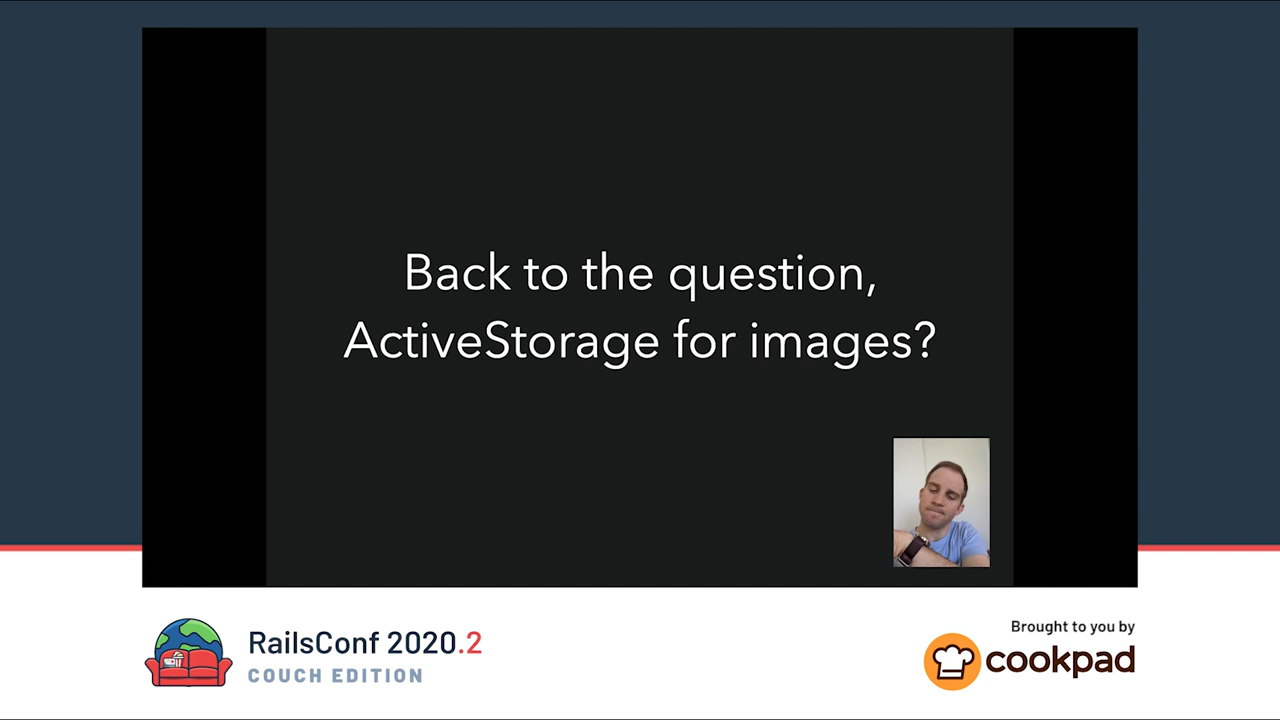 Back to the question,
ActiveStorage for images?
RailsConf 2020.2
COUCH EDITION
Brought to you by
cookpad